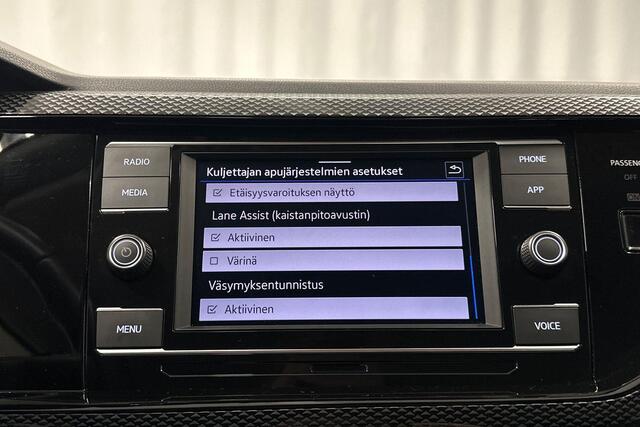 RADIO
MEDIA
MENU
Kuljettajan apujärjestelmien asetukset
Etäisyysvaroituksen näyttö
Lane Assist (kaistanpitoavustin)
Aktiivinen
Värinä
Väsymyksentunnistus
Aktiivinen
PHONE
APP
VOICE
PASSENG
OFF
ON